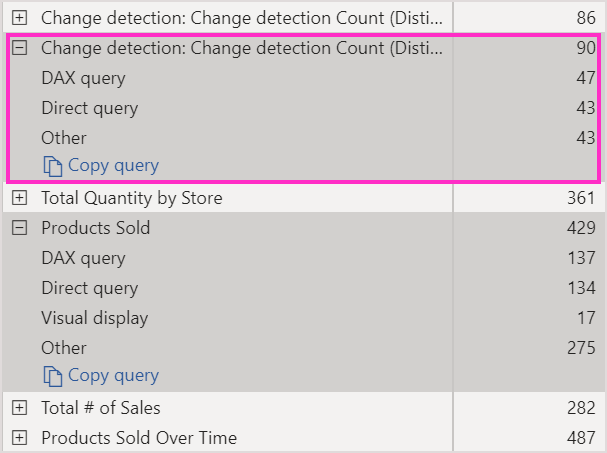 Change detection: Change detection Count (Disti... 86
Change detection: Change detection Count (Disti... 90
DAX query 47
Direct query 43
Other 43
Copy query
Total Quantity by Store 361
Products Sold 429
DAX query 137
Direct query 134
Visual display 17
Other 275
Copy query
Total # of Sales 282
Products Sold Over Time 487